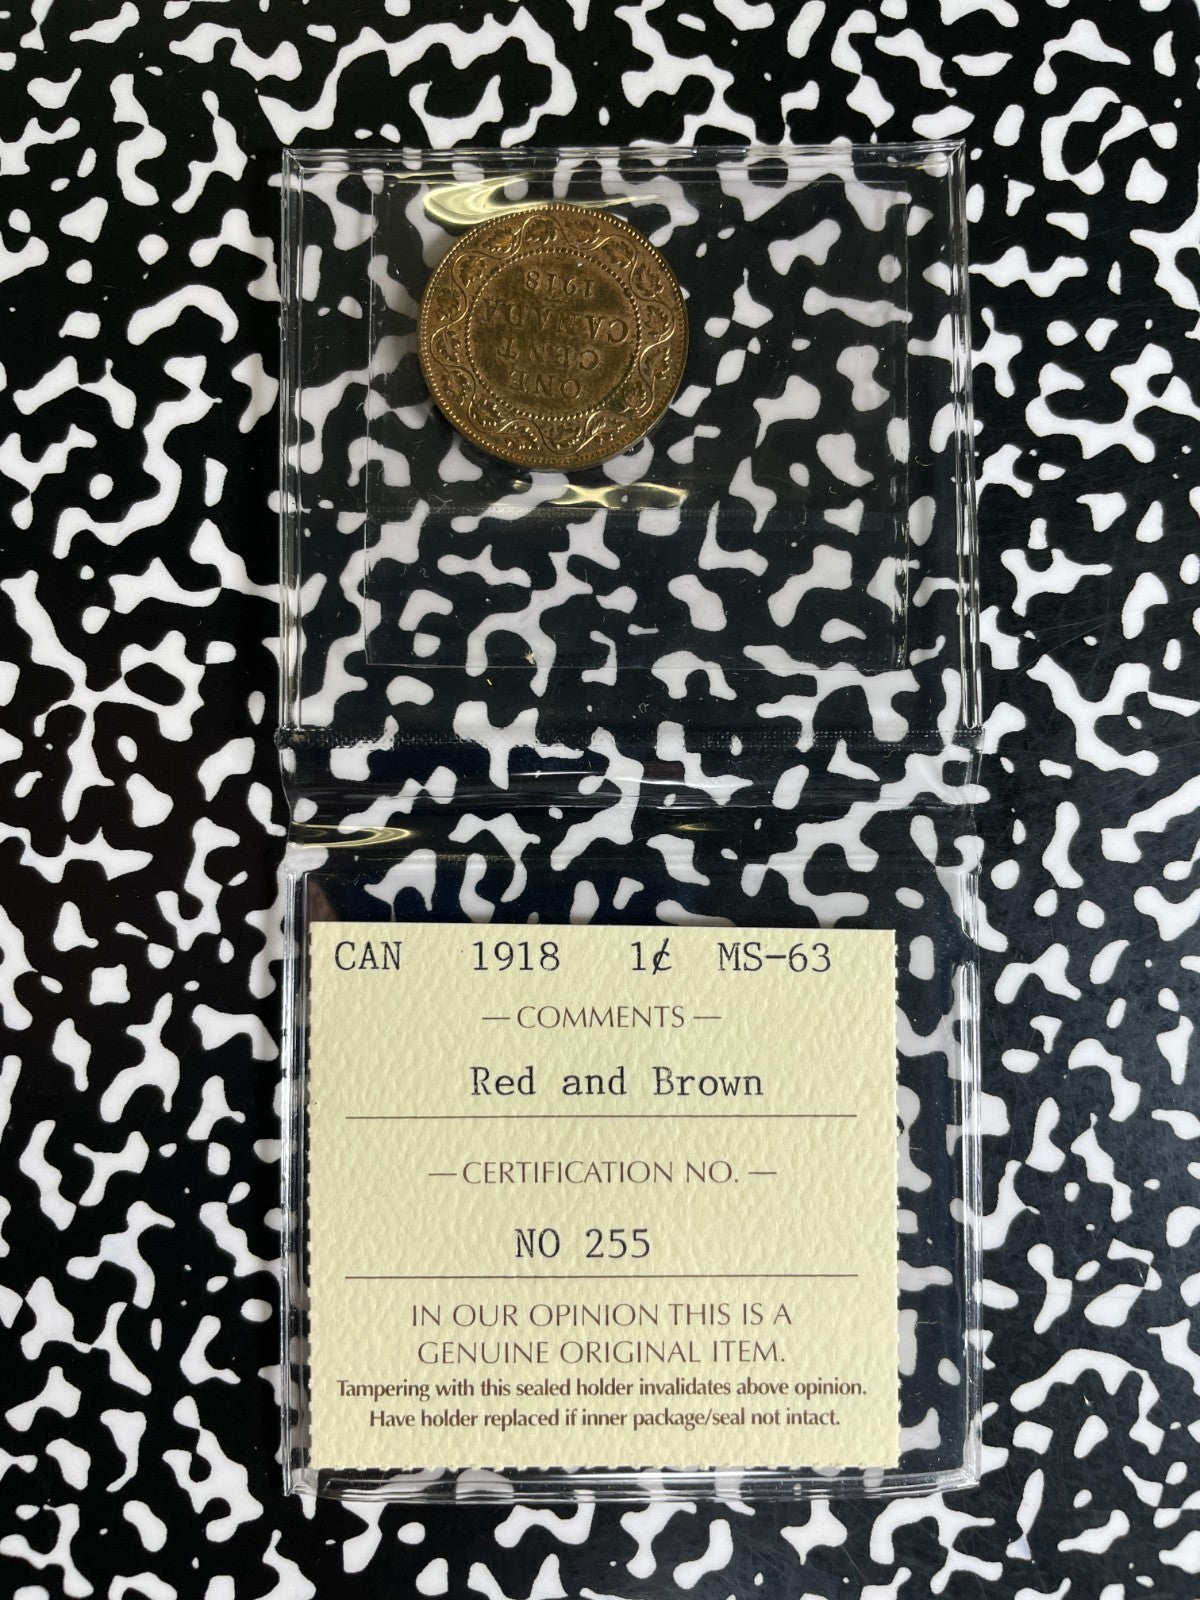 ONE
CENT
CANADA
1918
CAN 1918 1¢ MS-63
— COMMENTS —
Red and Brown
— CERTIFICATION NO. —
NO 255
IN OUR OPINION THIS IS A
GENUINE ORIGINAL ITEM.
Tampering with this sealed holder invalidates above opinion.
Have holder replaced if inner package/seal not intact.